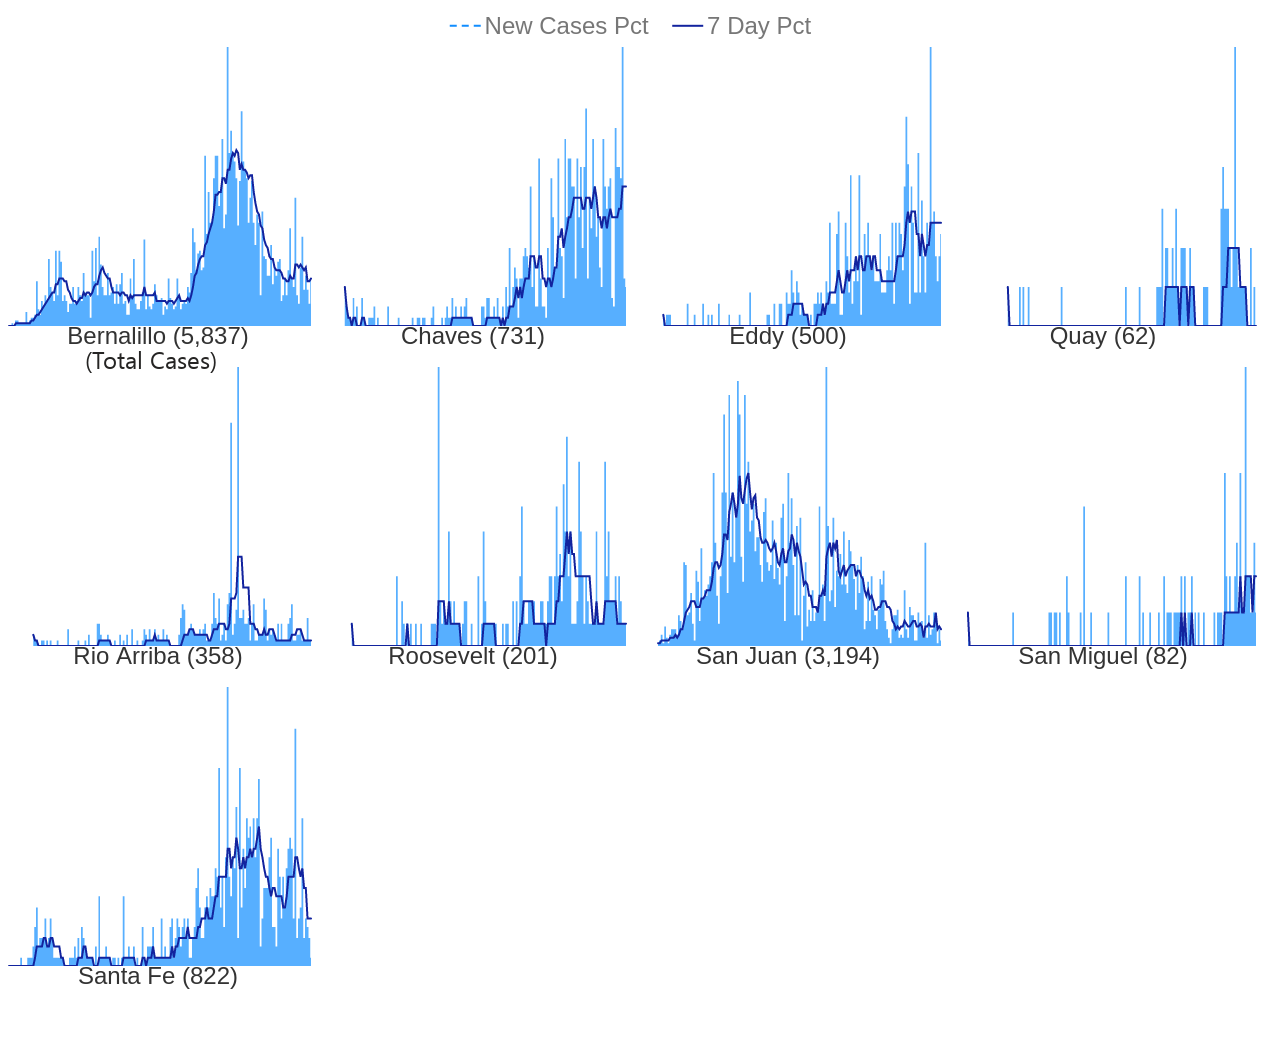 New Cases Pct 7 Day Pct
Bernalillo (5,837) Chaves (731) Eddy (500) Quay (62)
(Total Cases)
Rio Arriba (358) Roosevelt (201) San Juan (3,194) San Miguel (82)
Santa Fe (822)